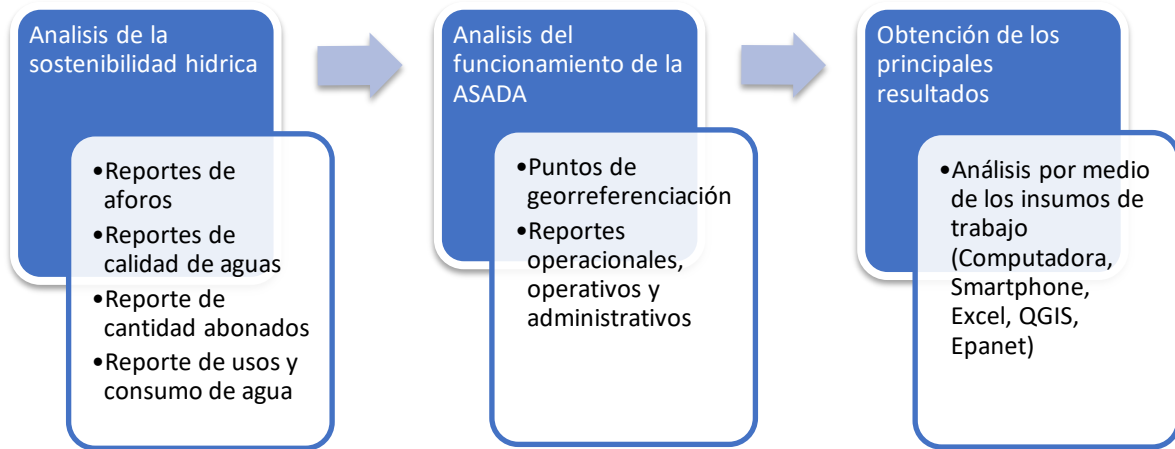 Analisis de la
sostenibilidad hidrica
•Reportes de
aforos
•Reportes de
calidad de aguas
•Reporte de
cantidad abonados
•Reporte de usos y
consumo de agua
Analisis del
funcionamiento de la
ASADA
•Puntos de
georreferenciación
•Reportes
operacionales,
operativos y
administrativos
Obtención de los
principales
resultados
•Análisis por medio
de los insumos de
trabajo
(Computadora,
Smartphone,
Excel, QGIS,
Epanet)